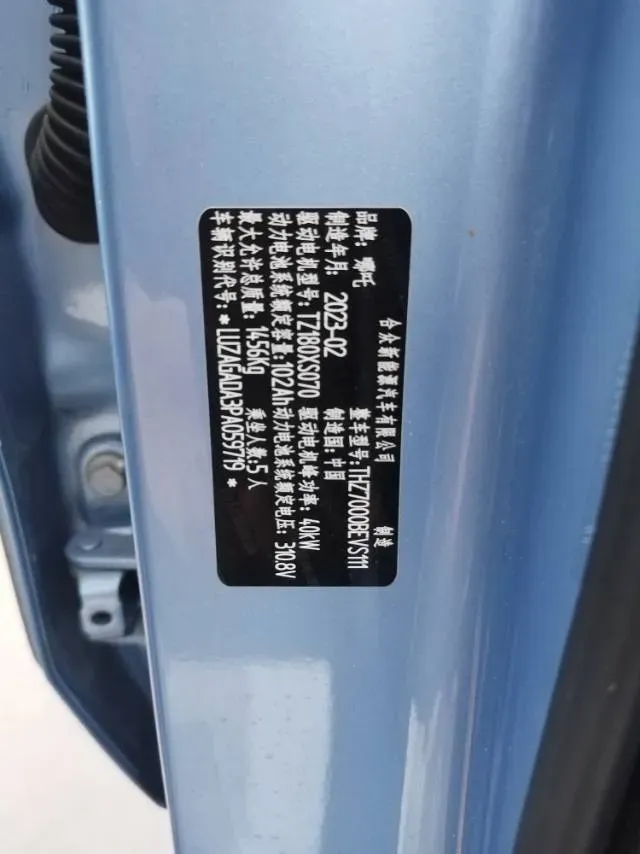 合众新能源汽车有限公司 制造
品牌: 哪吒 整车型号: THZ7000BEVS111
制造年月: 2023-02 制造国: 中国
驱动电机型号: TZ180XS070 驱动电机峰功率: 40kW
动力电池系统额定容量: 102Ah 动力电池系统额定电压: 310.8V
最大允许总质量: 1456Kg 乘坐人数: 5人
车辆识别代号: *LUZAGADA3PA059719*